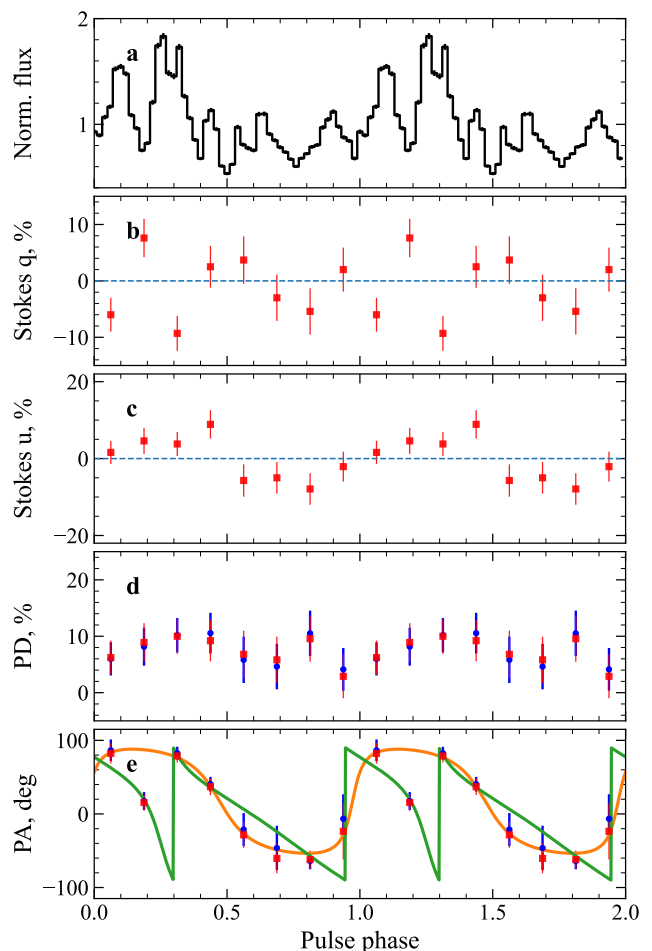 2
a
1
Norm. flux
b
10
0
−10
Stokes q, %
c
20
0
−20
Stokes u, %
d
20
10
0
PD, %
e
100
0
−100
PA, deg
0.0 0.5 1.0 1.5 2.0
Pulse phase